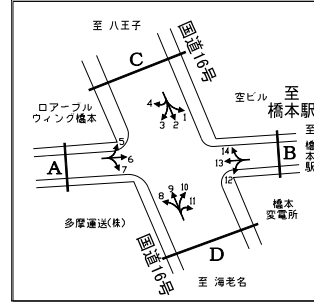 至 八王子
国道16号
C
ロアーブル
ウィング橋本
空ビル
至
橋本駅
4
3
2
1
5
6
7
A
14
13
12
B
至
橋本駅
9
10
8
11
橋本
変電所
多摩運送(株)
D
国道16号
至 海老名